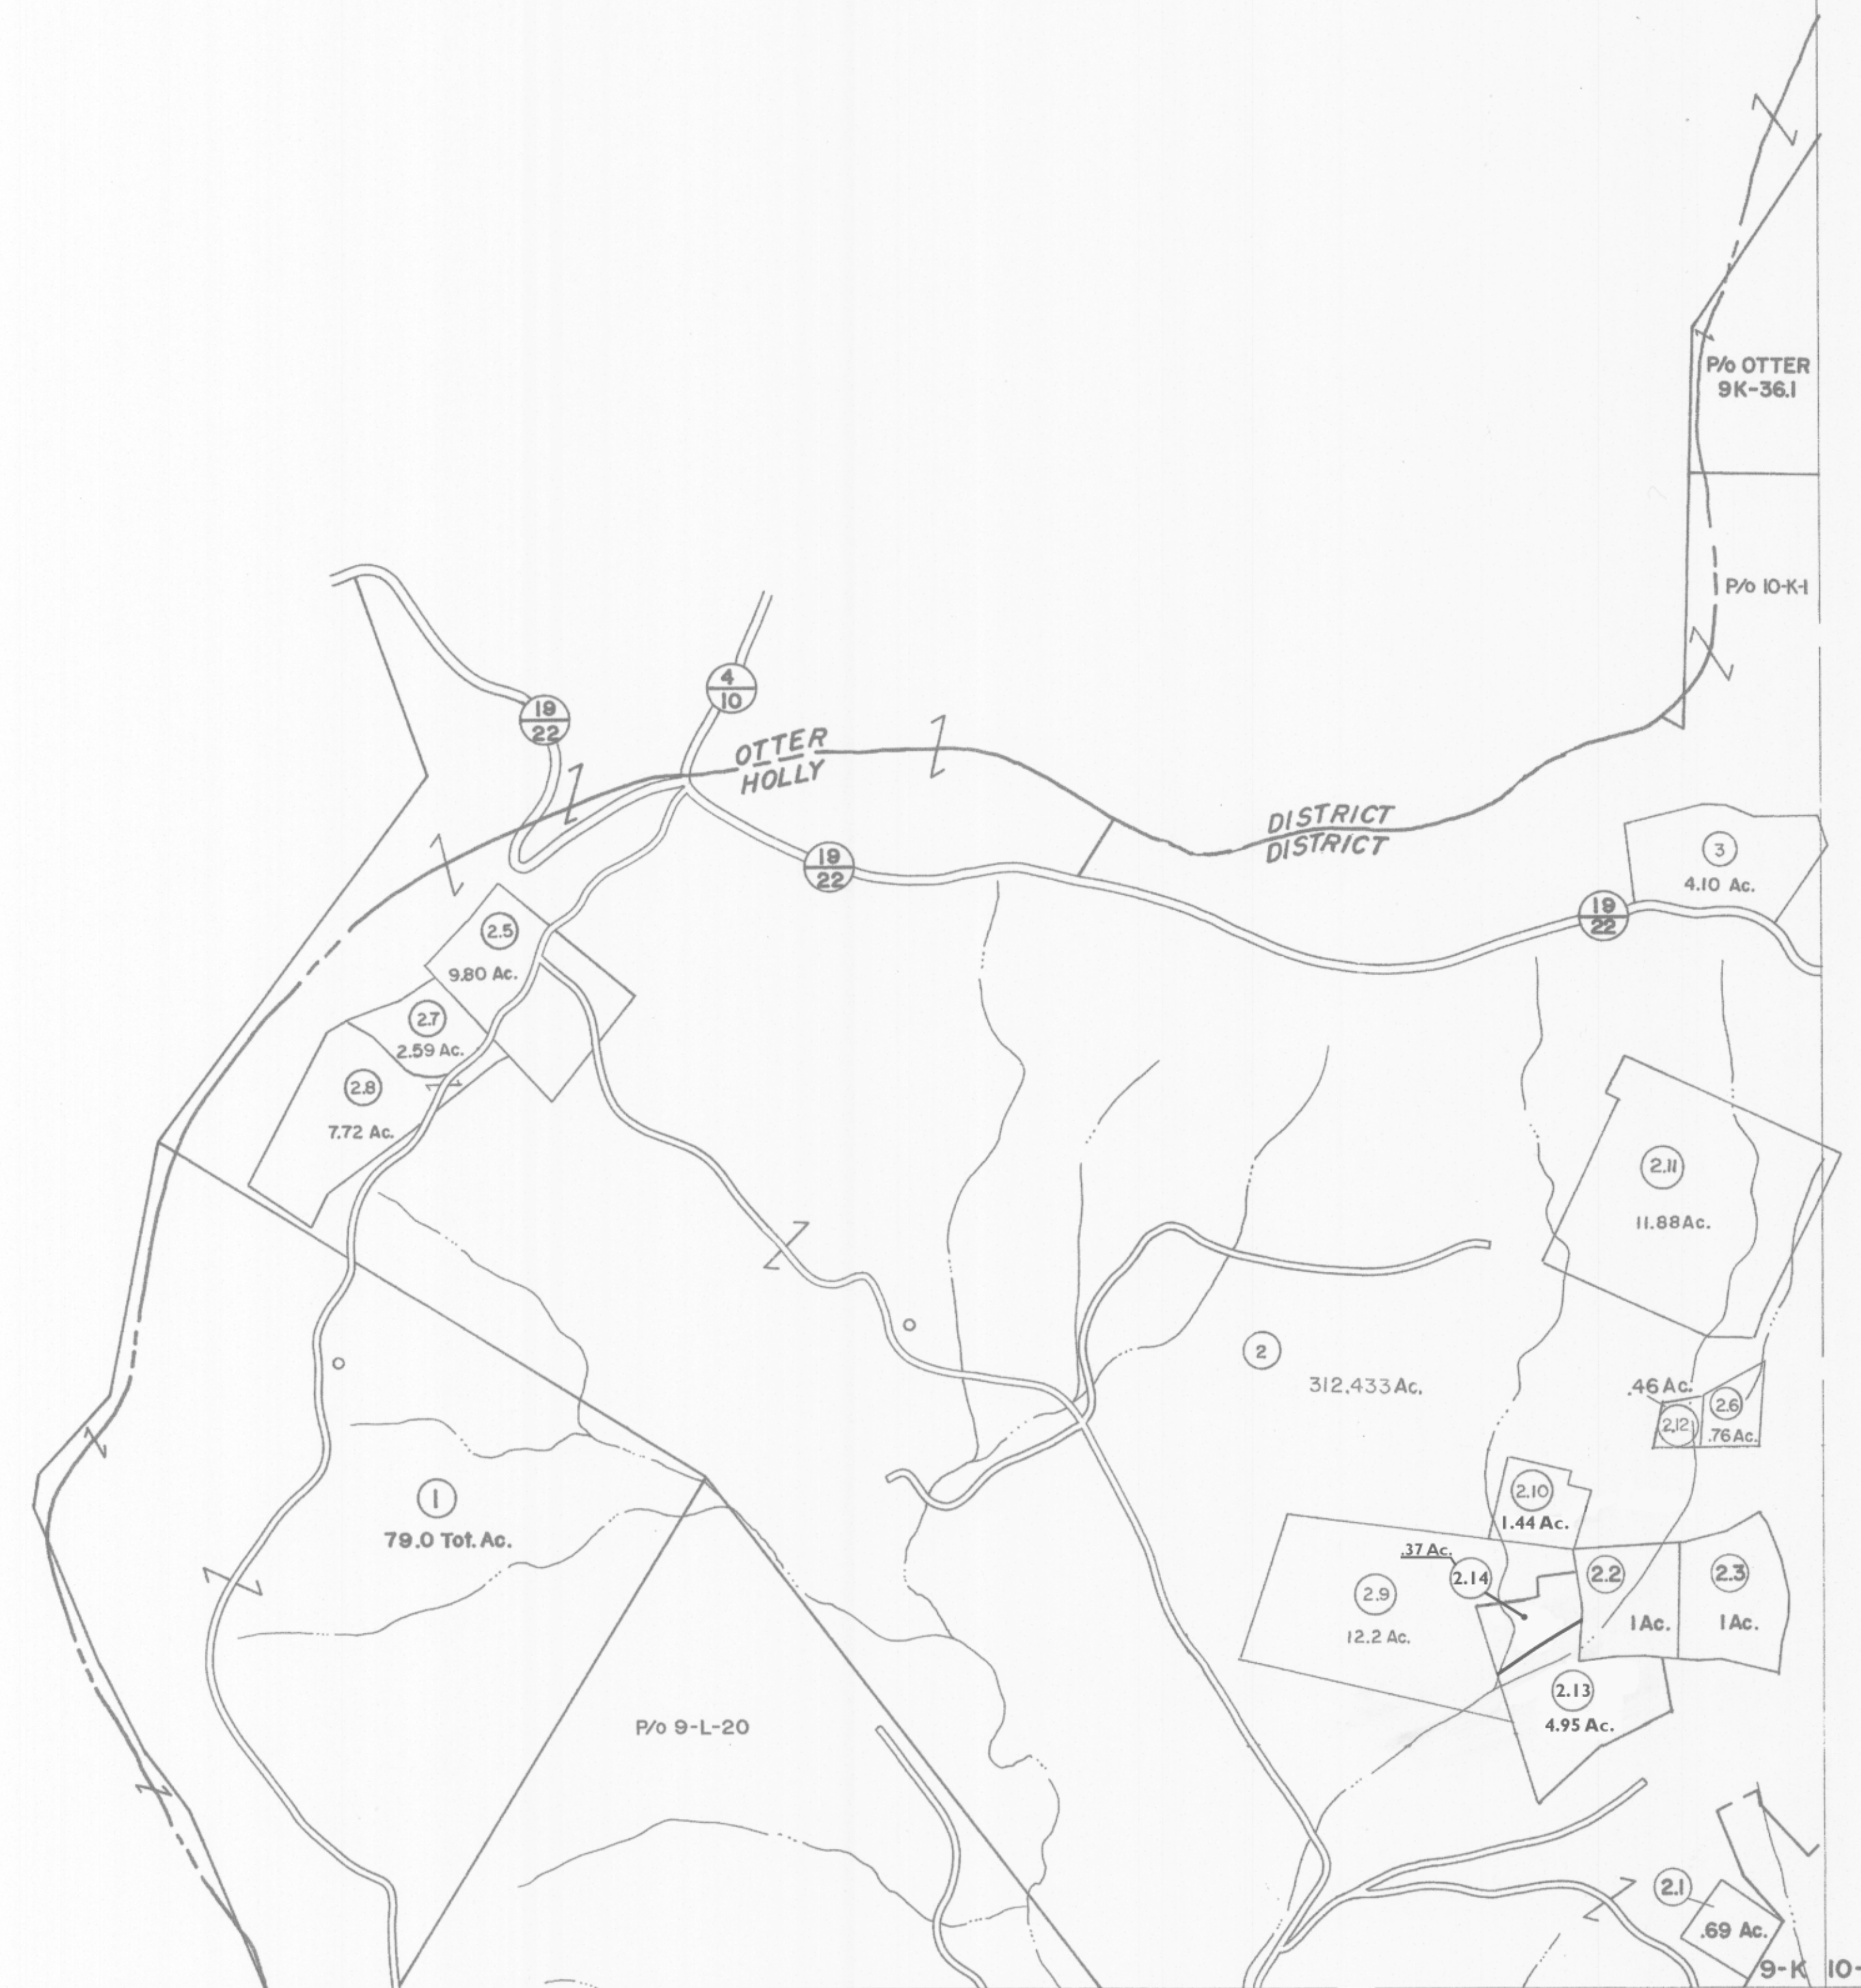 P/o OTTER
9K-36.1
P/o 10-K-1
4
10
19
22
OTTER
HOLLY
DISTRICT
DISTRICT
19
22
3
4.10 Ac.
19
22
2.5
9.80 Ac.
2.7
2.59 Ac.
2.8
7.72 Ac.
2.11
11.88 Ac.
2
312.433 Ac.
.46 Ac.
2.12
2.6
.76 Ac.
1
79.0 Tot. Ac.
2.10
1.44 Ac.
.37 Ac.
2.14
2.9
12.2 Ac.
2.2
1 Ac.
2.3
1 Ac.
2.13
4.95 Ac.
P/o 9-L-20
2.1
.69 Ac.
9-K
10-